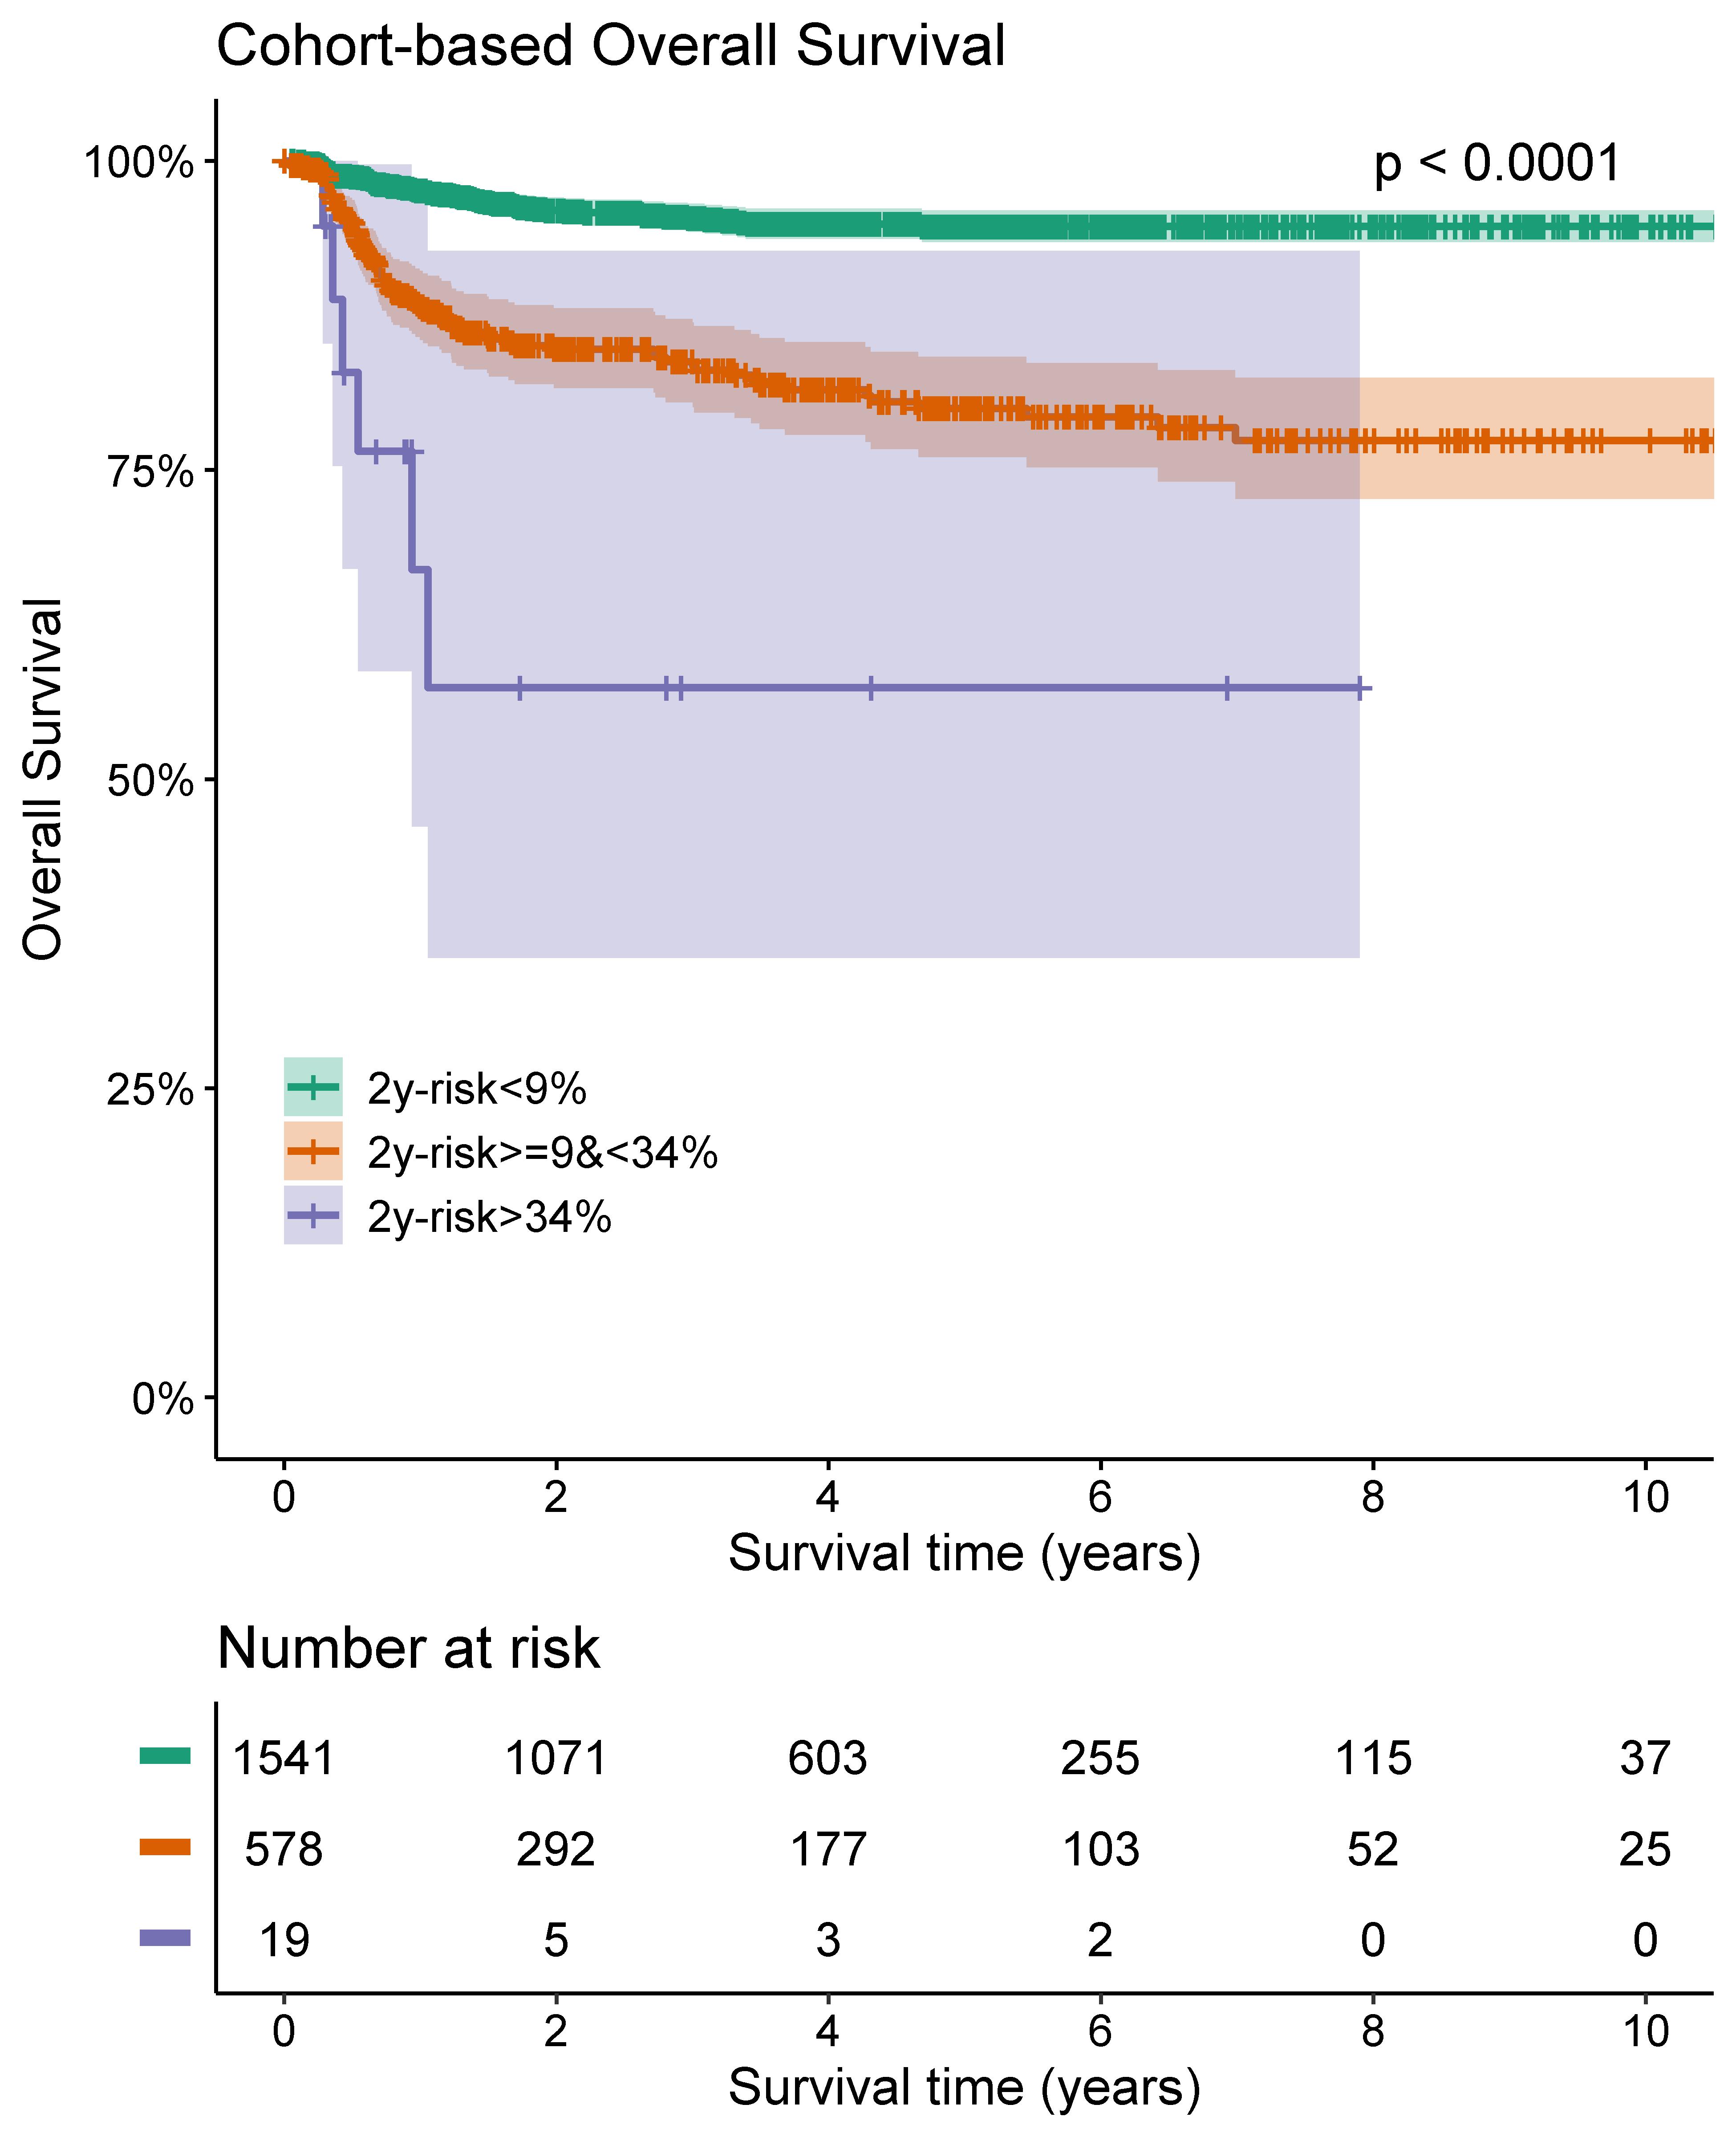 Cohort-based Overall Survival
p < 0.0001
100%
75%
50%
25%
0%
Overall Survival
2y-risk<9%
2y-risk>=9&<34%
2y-risk>34%
0 2 4 6 8 10
Survival time (years)
Number at risk
1541 1071 603 255 115 37
578 292 177 103 52 25
19 5 3 2 0 0
0 2 4 6 8 10
Survival time (years)